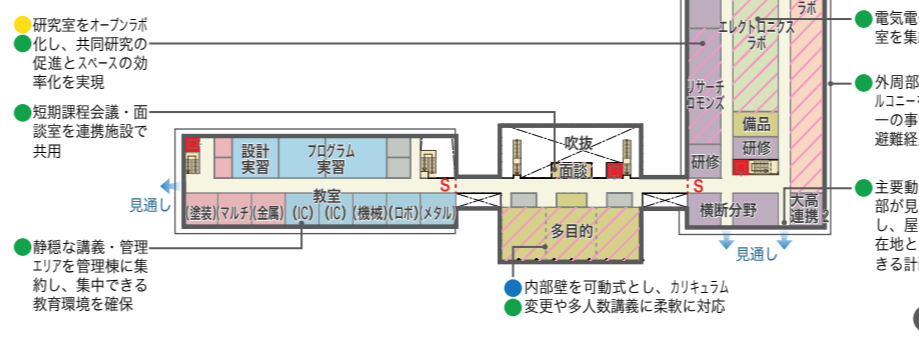 研究室をオープンラボ
化し、共同研究の
促進とスペースの効
率化を実現
短期課程会議・面
談室を連携施設で
共用
静穏な講義・管理
エリアを管理棟に集
約し、集中できる
教育環境を確保
見通し
設計
実習
プログラム
実習
教室
(塗装)
(マルチ)
(金属)
(IC)
(IC)
(機械)
(ロボ)
(メタル)
S
吹抜
面談
多目的
内部壁を可動式とし、カリキュラム
変更や多人数講義に柔軟に対応
ラボ
エレクトロニクス
ラボ
リサーチ
コモンズ
備品
研修
研修
S
横断分野
大高
連携2
見通し
電気電
室を集
外周部
ルコニー
一の事
避難経
主要動
部が見
し、屋
在地と
きる計